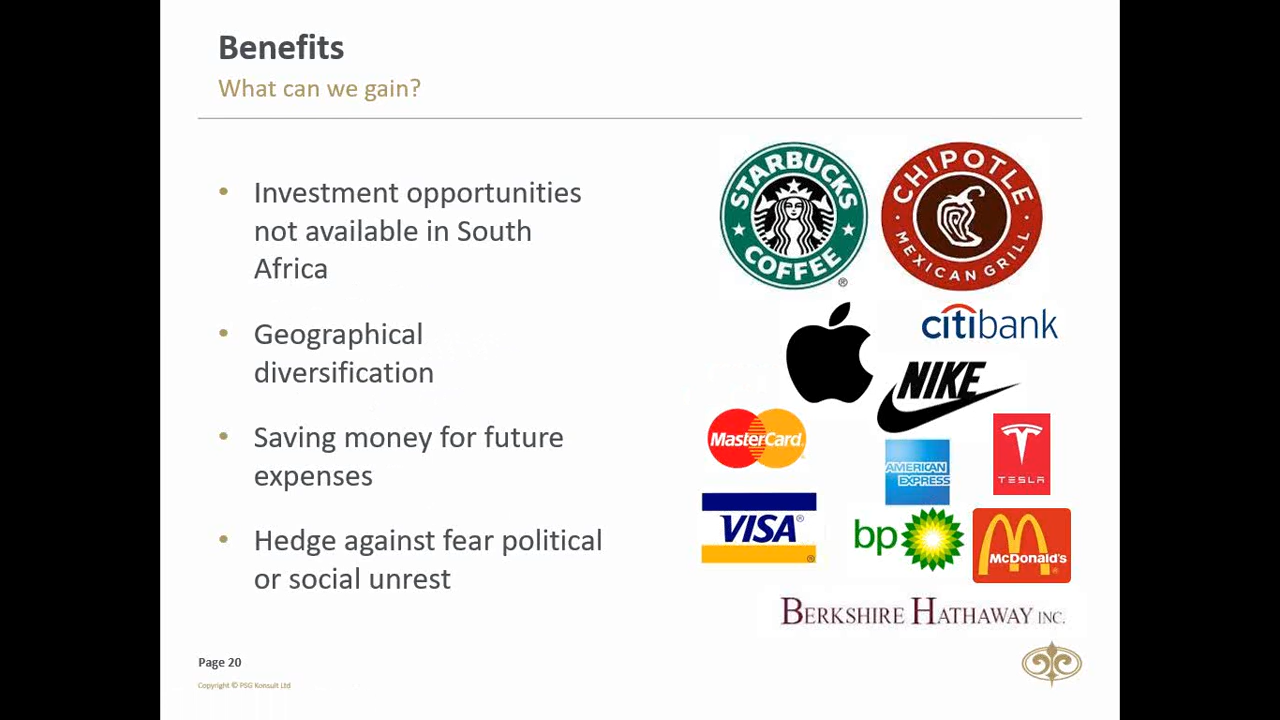 Benefits
What can we gain?
• Investment opportunities
not available in South
Africa
• Geographical
diversification
• Saving money for future
expenses
• Hedge against fear political
or social unrest
STARBUCKS
COFFEE
®
CHIPOTLE
MEXICAN GRILL
citibank
NIKE
MasterCard
AMERICAN
EXPRESS
TESLA
VISA®
®
bp
McDonald's
®
BERKSHIRE HATHAWAY INC.
Page 20
Copyright © PSG Konsult Ltd